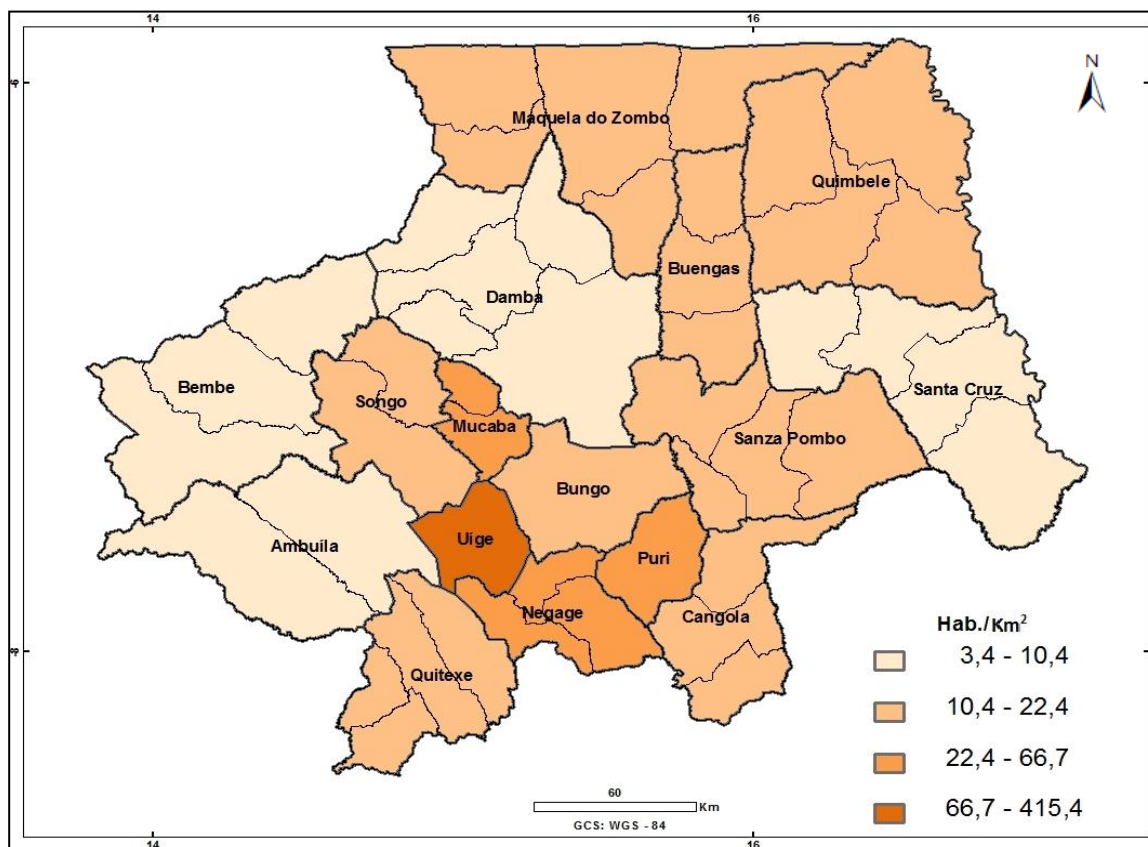 14 16
N
Maquela do Zombo
Quimbele
Buengas
Damba
Bembe
Santa Cruz
Songo
Mucaba
Sanza Pombo
Bungo
Uíge
Ambuíla
Puri
Negage
Cangola
Quitexe
Hab./Km²
3,4 - 10,4
10,4 - 22,4
22,4 - 66,7
66,7 - 415,4
60
Km
GCS: WGS - 84
14 16